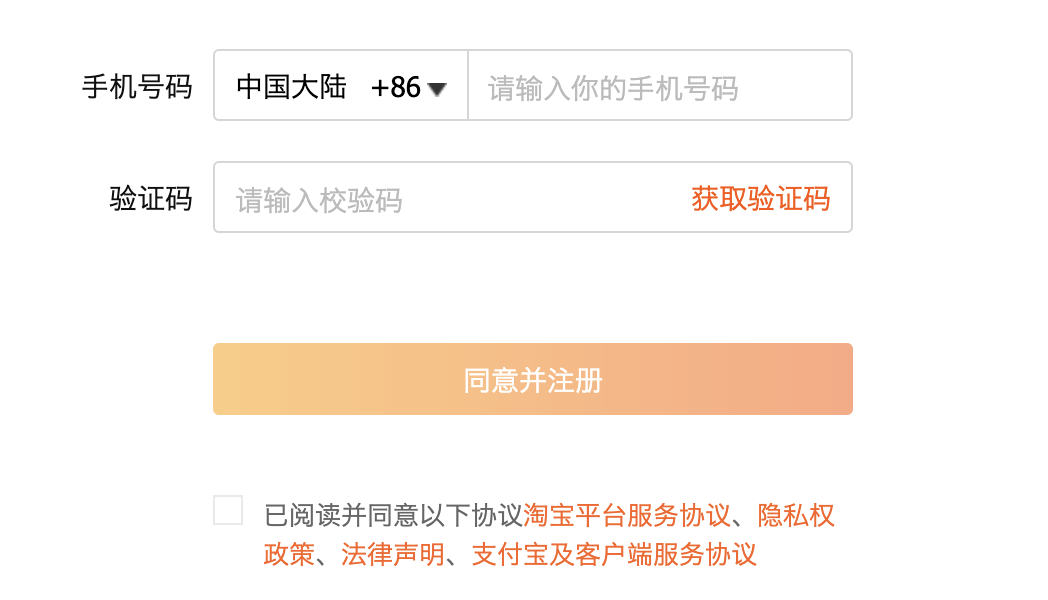 手机号码 中国大陆 +86 请输入你的手机号码
验证码 请输入校验码 获取验证码
同意并注册
已阅读并同意以下协议淘宝平台服务协议、隐私权
政策、法律声明、支付宝及客户端服务协议